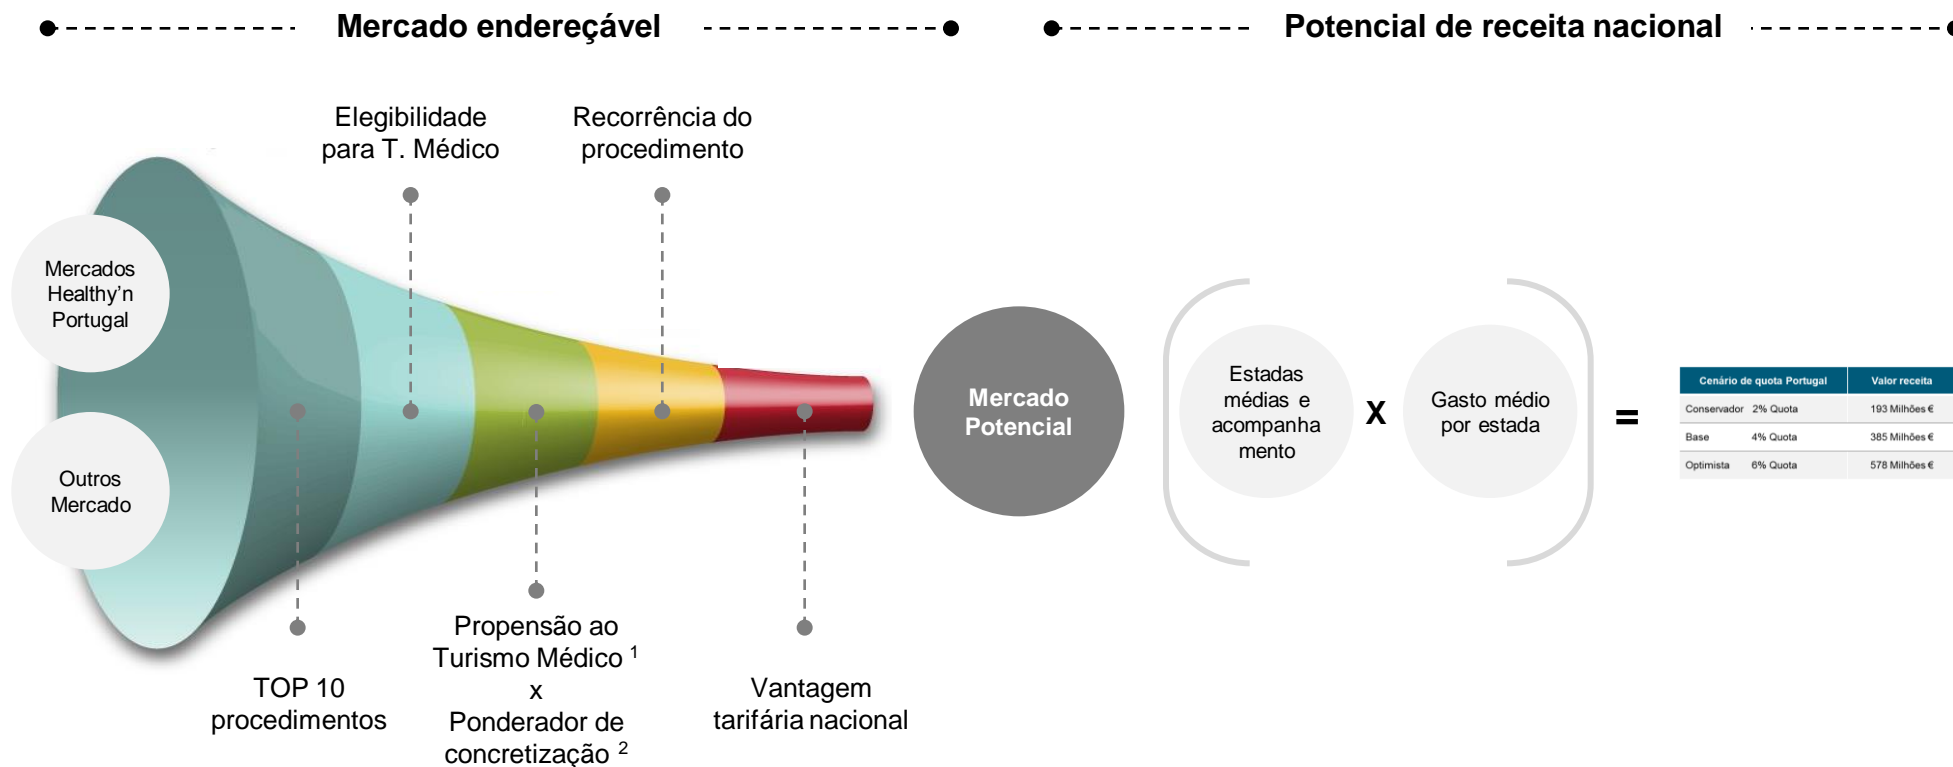 Mercado endereçável
Potencial de receita nacional
Elegibilidade
para T. Médico
Recorrência do
procedimento
Mercados
Healthy’n
Portugal
Outros
Mercado
TOP 10
procedimentos
Propensão ao
Turismo Médico ¹
x
Ponderador de
concretização ²
Vantagem
tarifária nacional
Mercado
Potencial
Estadas
médias e
acompanha
mento
X
Gasto médio
por estada
=
Cenário de quota Portugal Valor receita
Conservador 2% Quota 193 Milhões €
Base 4% Quota 385 Milhões €
Optimista 6% Quota 578 Milhões €